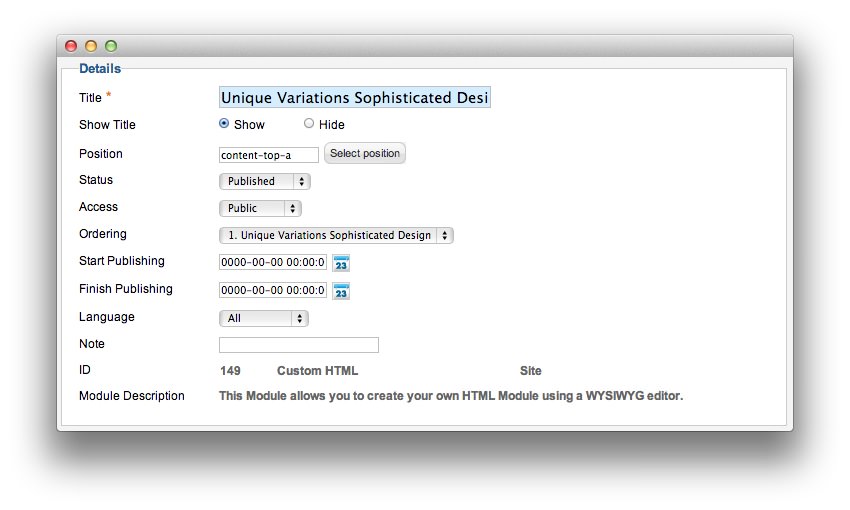 Details
Title * Unique Variations Sophisticated Desi
Show Title Show Hide
Position content-top-a Select position
Status Published
Access Public
Ordering 1. Unique Variations Sophisticated Design
Start Publishing 0000-00-00 00:00:0 23
Finish Publishing 0000-00-00 00:00:0 23
Language All
Note
ID 149 Custom HTML Site
Module Description This Module allows you to create your own HTML Module using a WYSIWYG editor.